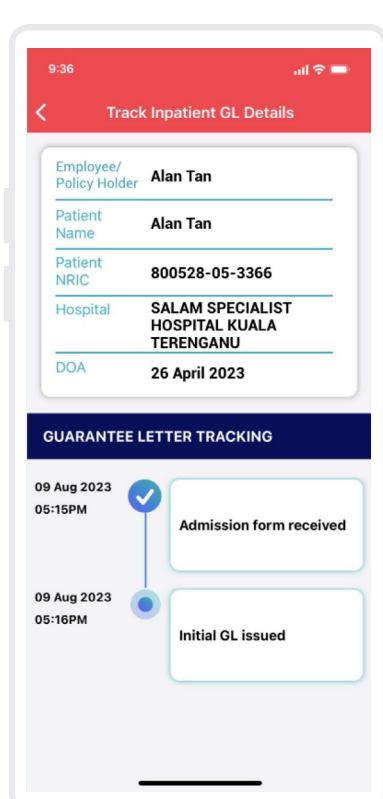 9:36
Track Inpatient GL Details
Employee/
Policy Holder Alan Tan
Patient
Name Alan Tan
Patient
NRIC 800528-05-3366
Hospital SALAM SPECIALIST
HOSPITAL KUALA
TERENGANU
DOA 26 April 2023
GUARANTEE LETTER TRACKING
09 Aug 2023
05:15PM
Admission form received
09 Aug 2023
05:16PM
Initial GL issued